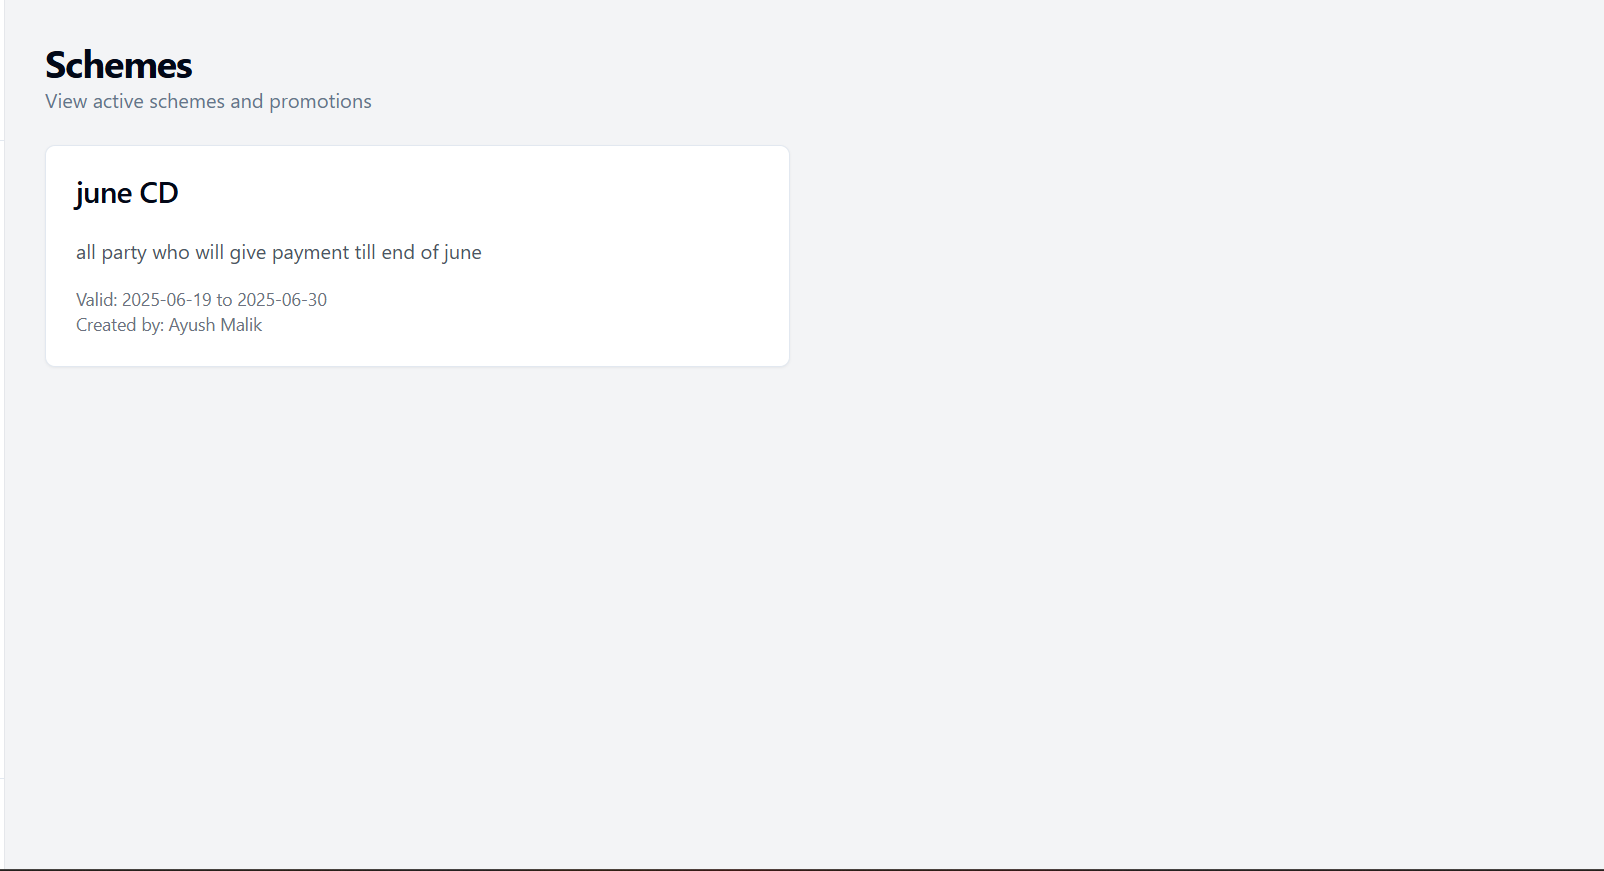 Schemes
View active schemes and promotions
june CD
all party who will give payment till end of june
Valid: 2025-06-19 to 2025-06-30
Created by: Ayush Malik